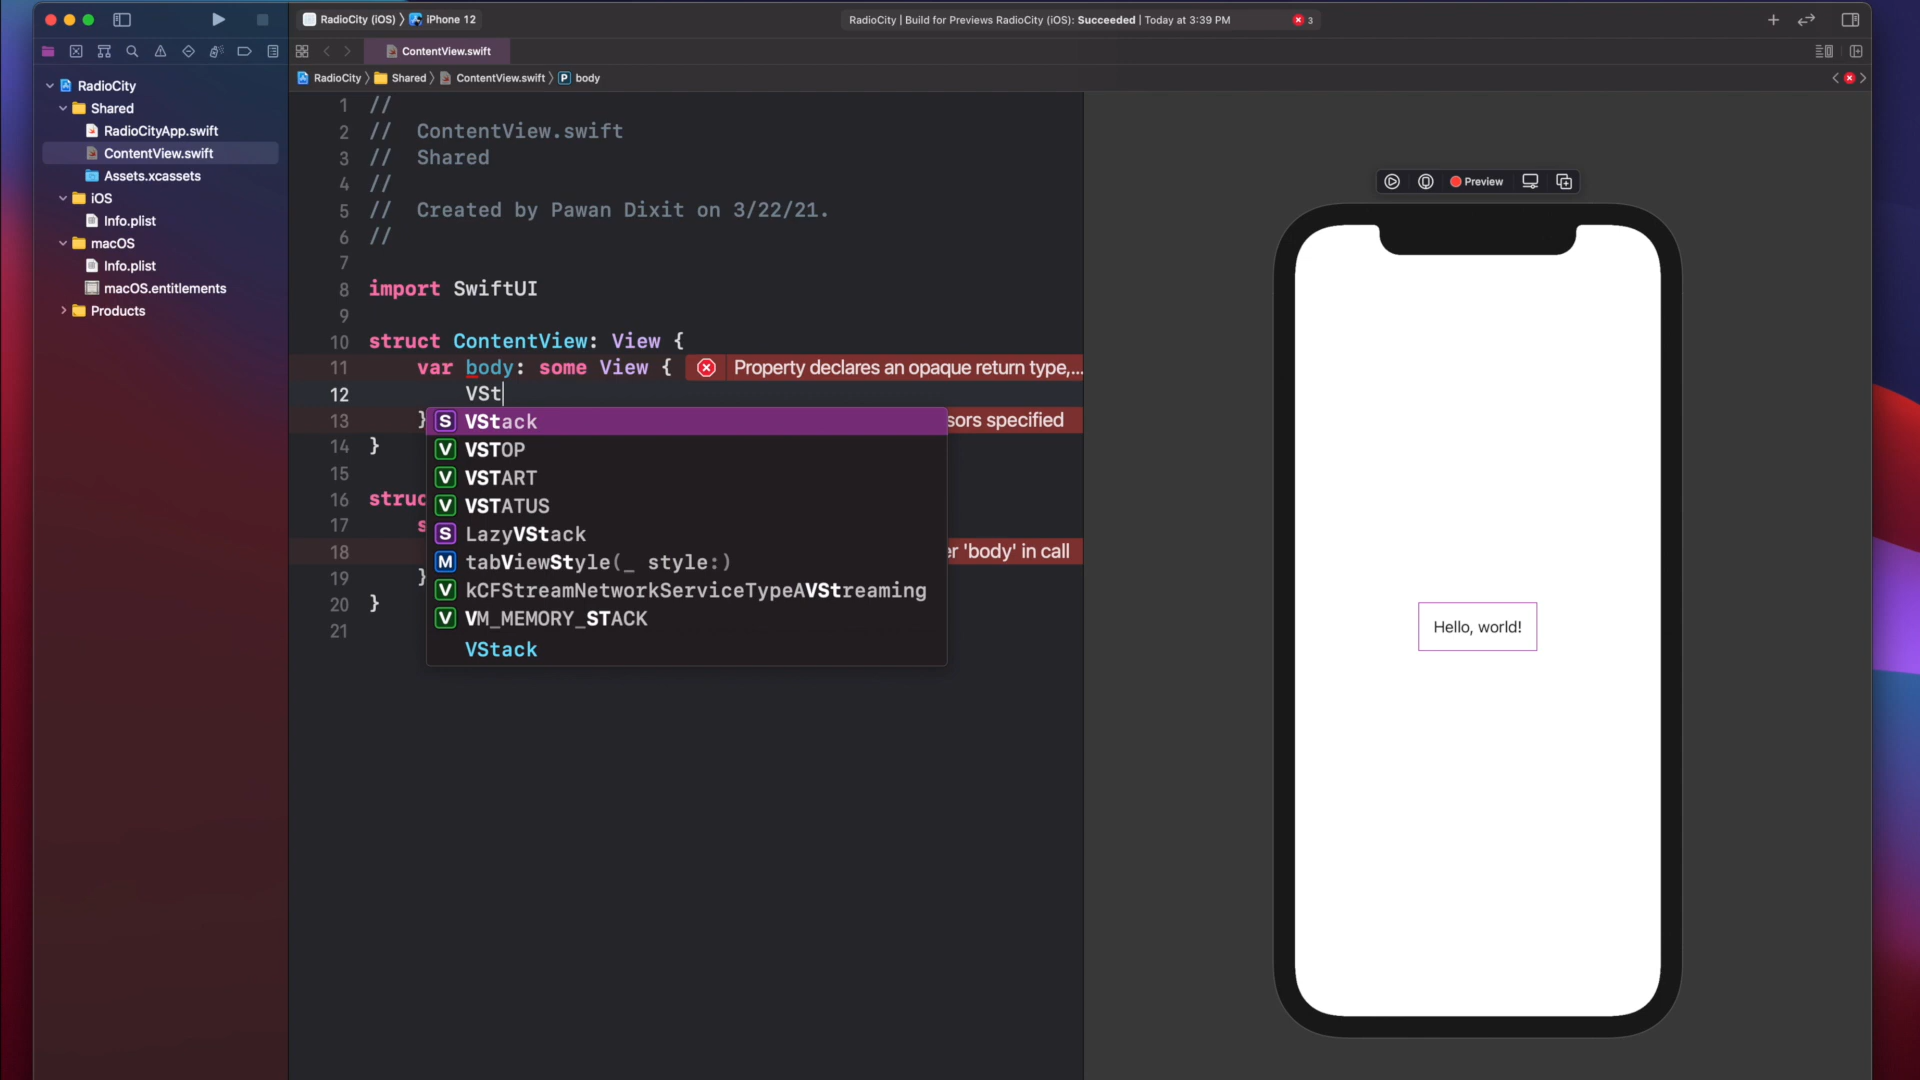 RadioCity (iOS) iPhone 12
RadioCity | Build for Previews RadioCity (iOS): Succeeded | Today at 3:39 PM
3
ContentView.swift
RadioCity Shared ContentView.swift P body
RadioCity
Shared
RadioCityApp.swift
ContentView.swift
Assets.xcassets
iOS
Info.plist
macOS
Info.plist
macOS.entitlements
Products
1 //
2 // ContentView.swift
3 // Shared
4 //
5 // Created by Pawan Dixit on 3/22/21.
6 //
7
8 import SwiftUI
9
10 struct ContentView: View {
11 var body: some View { Property declares an opaque return type,...
12 VSt
13 } sors specified
14 }
15
16 struc
17 s
18 er 'body' in call
19 }
20 }
21
S VStack
V VSTOP
V VSTART
V VSTATUS
S LazyVStack
M tabViewStyle(_ style:)
V kCFStreamNetworkServiceTypeAVStreaming
V VM_MEMORY_STACK
VStack
Preview
Hello, world!